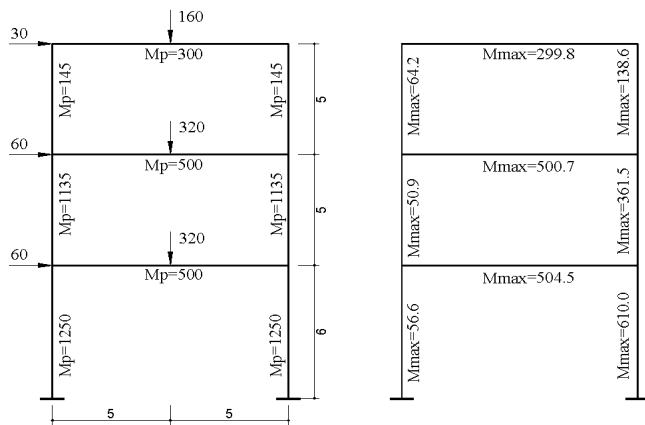 160
30
Mp=300
Mp=145
Mp=145
5
320
60
Mp=500
Mp=1135
Mp=1135
5
320
60
Mp=500
Mp=1250
Mp=1250
6
5
5
Mmax=299.8
Mmax=64.2
Mmax=138.6
Mmax=500.7
Mmax=50.9
Mmax=361.5
Mmax=504.5
Mmax=56.6
Mmax=610.0